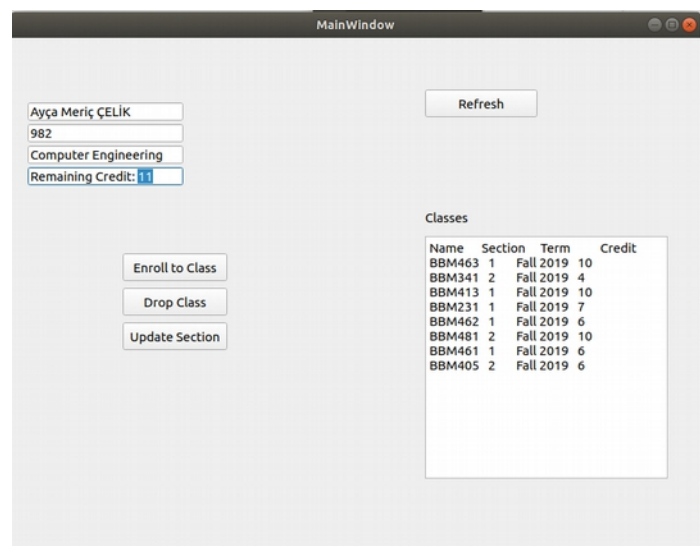 MainWindow
Ayça Meriç ÇELİK
982
Computer Engineering
Remaining Credit: 11
Refresh
Enroll to Class
Drop Class
Update Section
Classes
Name Section Term Credit
BBM463 1 Fall 2019 10
BBM341 2 Fall 2019 4
BBM413 1 Fall 2019 10
BBM231 1 Fall 2019 7
BBM462 1 Fall 2019 6
BBM481 2 Fall 2019 10
BBM461 1 Fall 2019 6
BBM405 2 Fall 2019 6